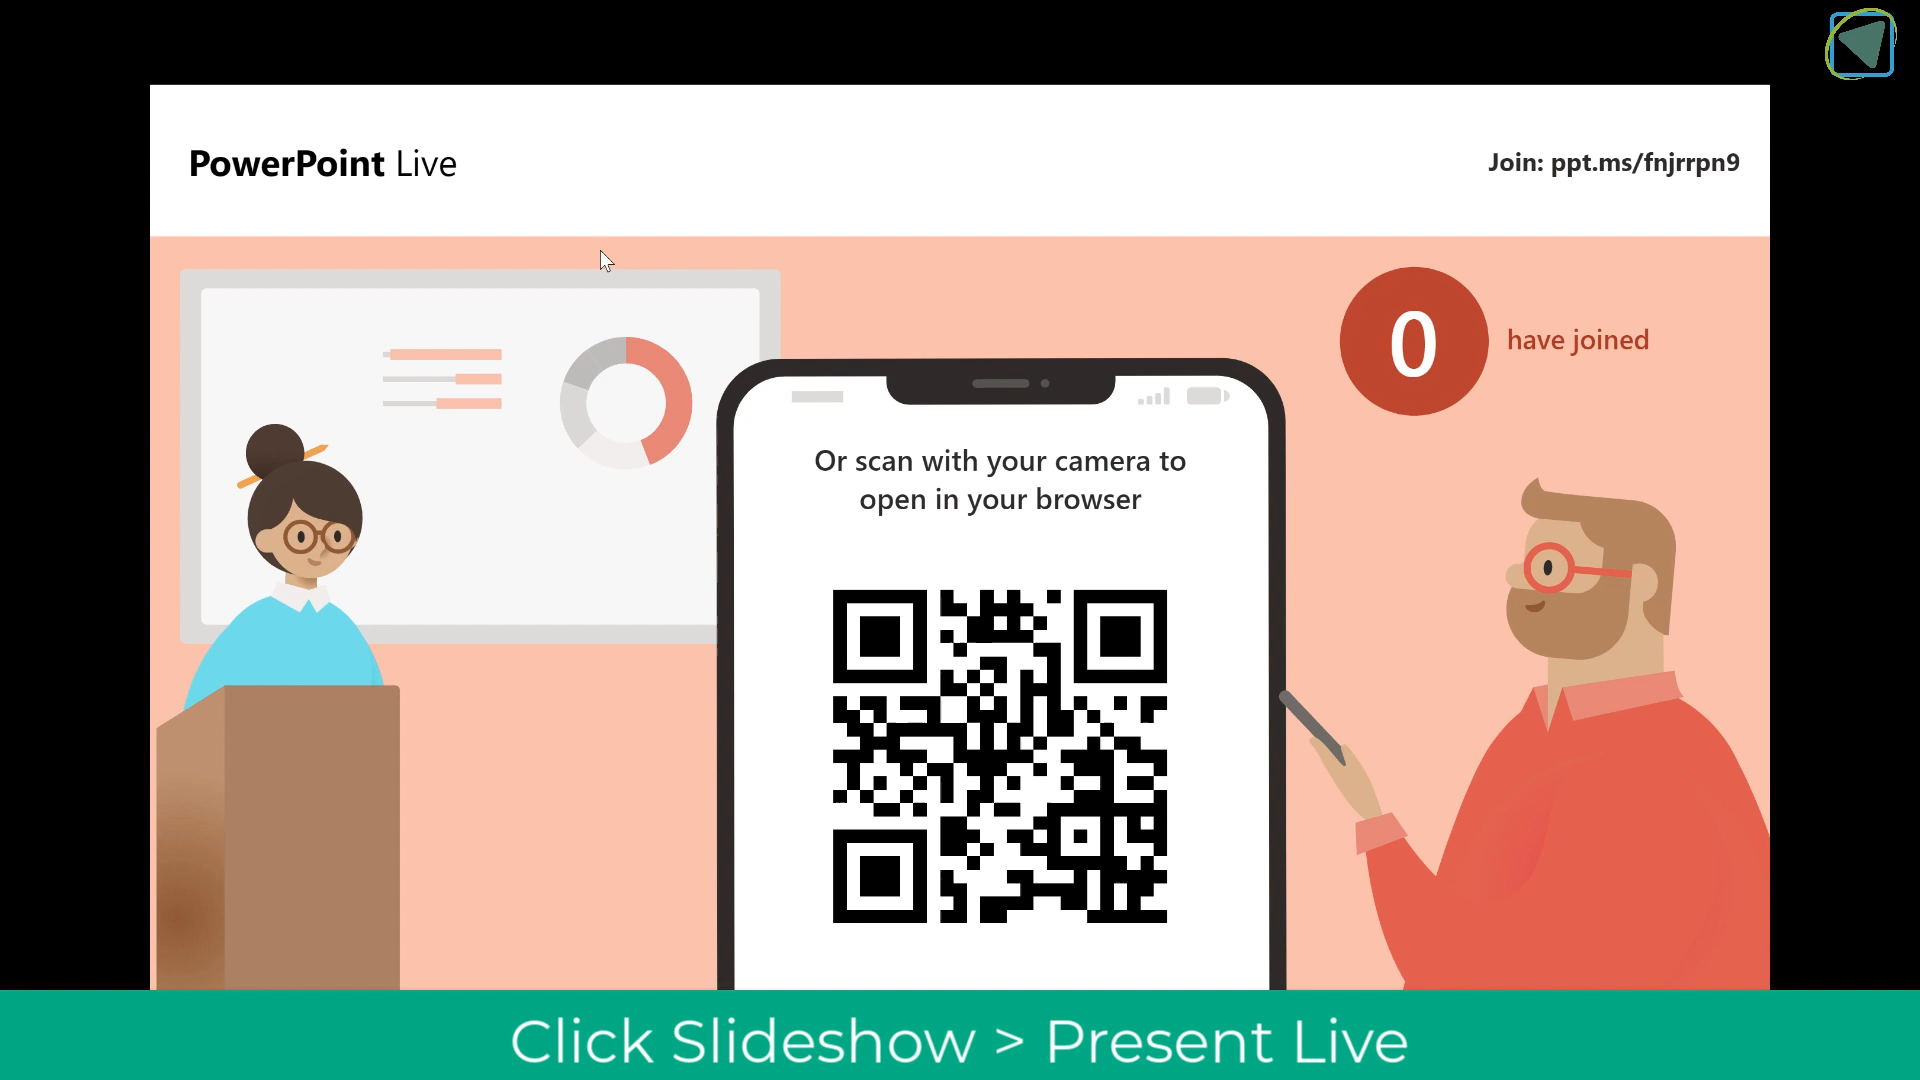 PowerPoint Live
Join: ppt.ms/fnjrrpn9
0 have joined
Or scan with your camera to
open in your browser
Click Slideshow > Present Live